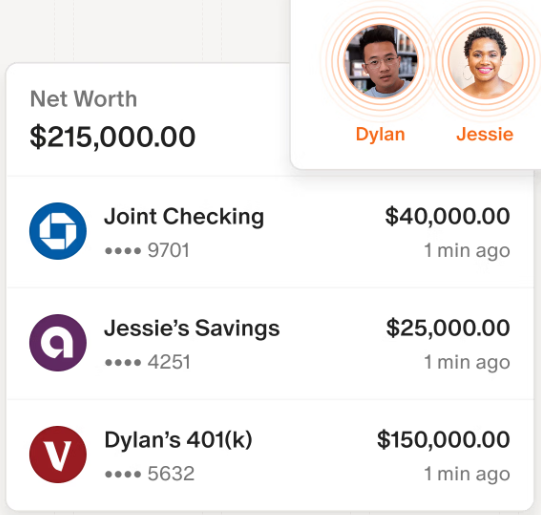 Dylan Jessie
Net Worth
$215,000.00
Joint Checking $40,000.00
•••• 9701 1 min ago
a
Jessie’s Savings $25,000.00
•••• 4251 1 min ago
V
Dylan’s 401(k) $150,000.00
•••• 5632 1 min ago